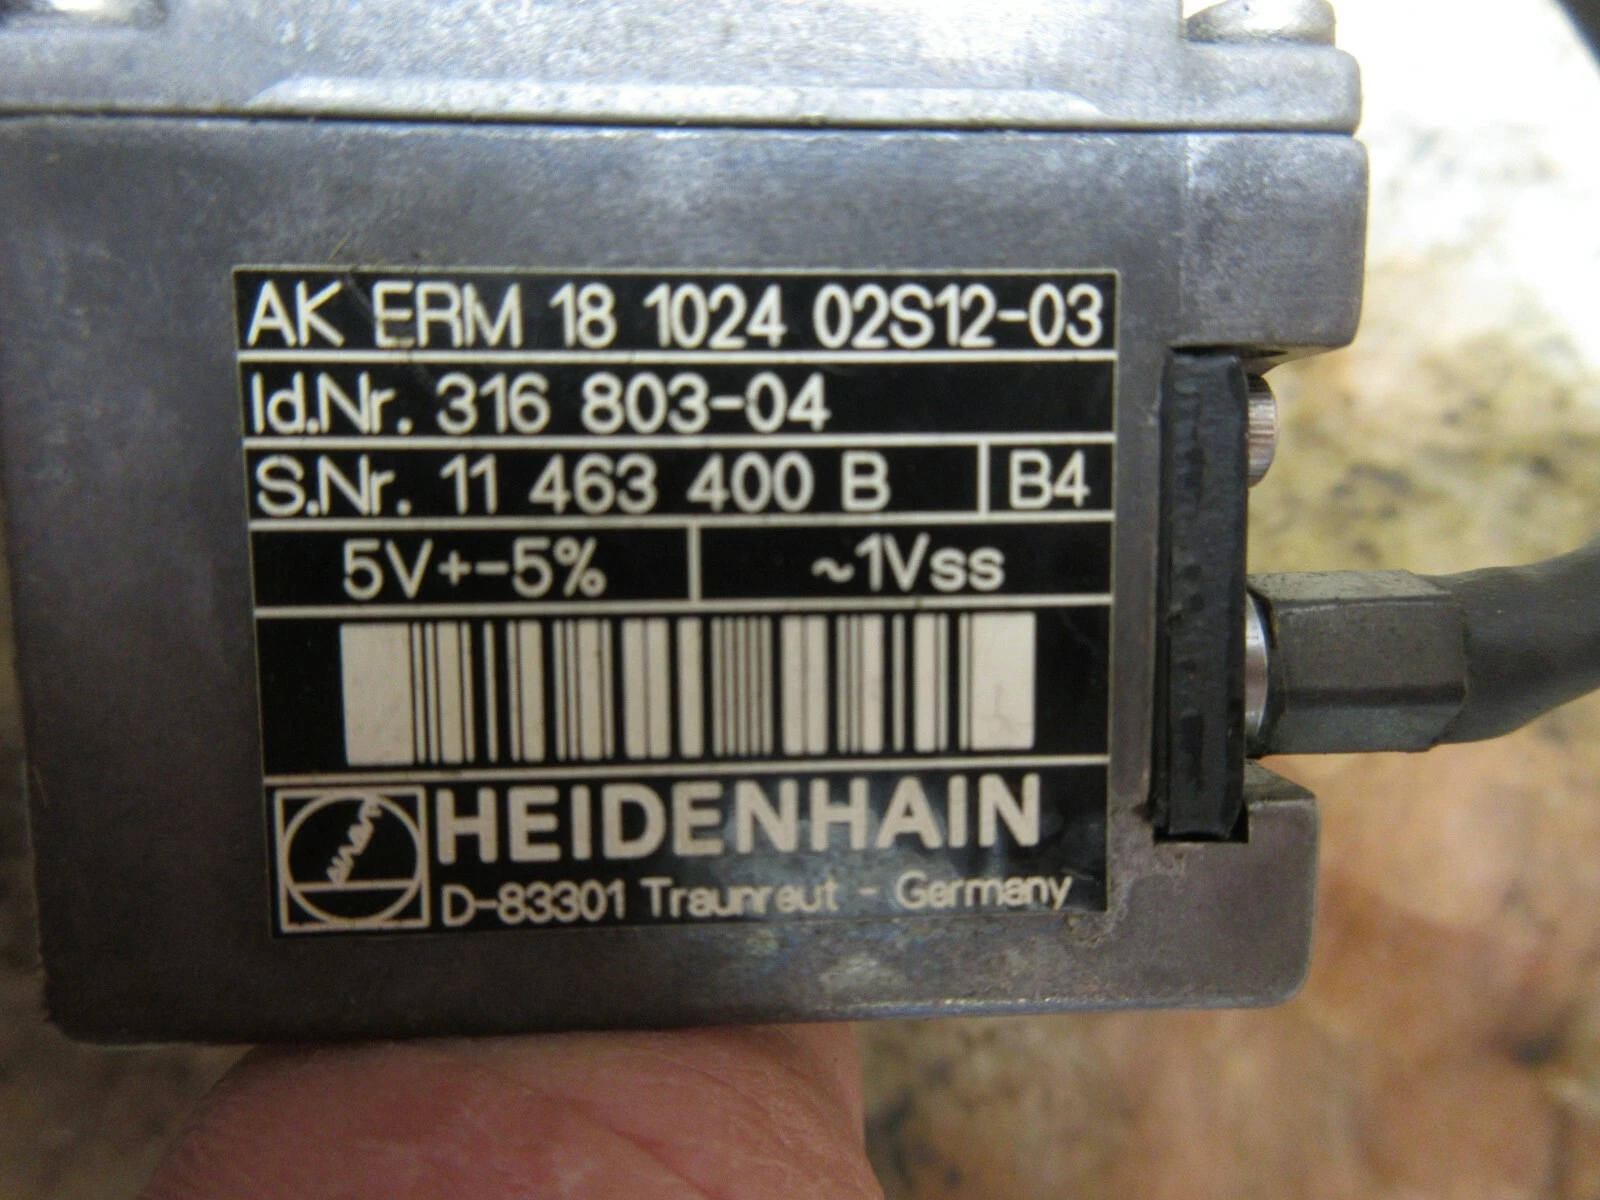 AK ERM 18 1024 02S12-03
Id.Nr. 316 803-04
S.Nr. 11 463 400 B B4
5V+-5% ~1Vss
HEIDENHAIN
D-83301 Traunreut - Germany